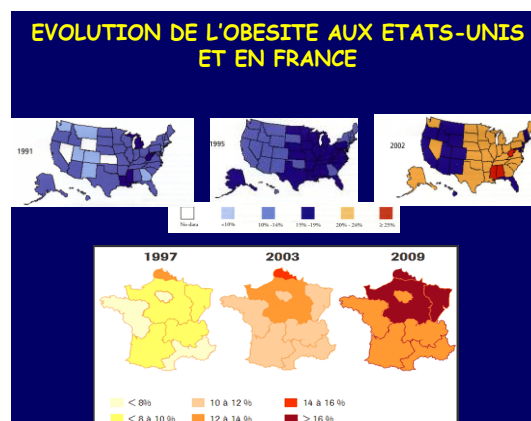 EVOLUTION DE L'OBESITE AUX ETATS-UNIS
ET EN FRANCE
1991
1995
2002
No data
<10%
10%-14%
15%-19%
20%-24%
≥25%
1997
2003
2009
< 8%
10 à 12 %
14 à 16 %
< 8 à 10 %
12 à 14 %
> 16 %